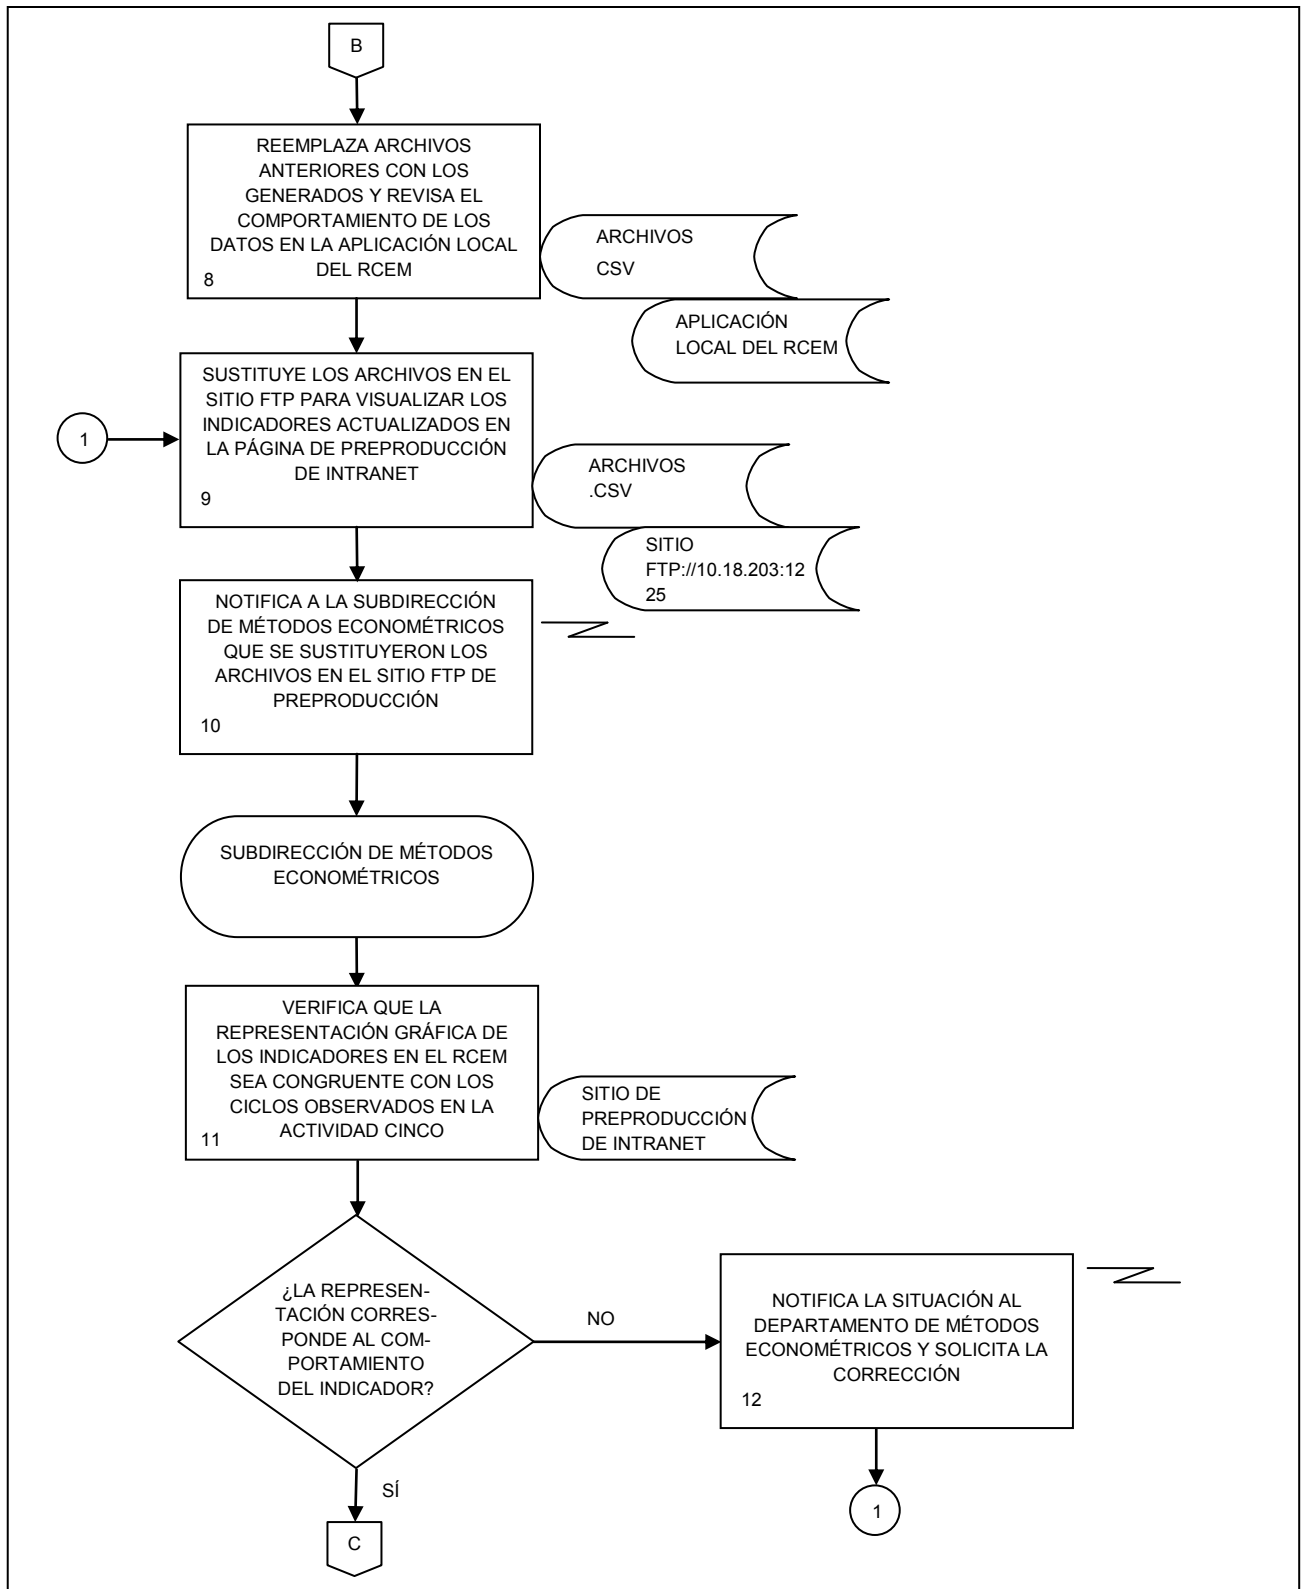 B
REEMPLAZA ARCHIVOS
ANTERIORES CON LOS
GENERADOS Y REVISA EL
COMPORTAMIENTO DE LOS
DATOS EN LA APLICACIÓN LOCAL
DEL RCEM
8
ARCHIVOS
CSV
APLICACIÓN
LOCAL DEL RCEM
SUSTITUYE LOS ARCHIVOS EN EL
SITIO FTP PARA VISUALIZAR LOS
INDICADORES ACTUALIZADOS EN
LA PÁGINA DE PREPRODUCCIÓN
DE INTRANET
9
1
ARCHIVOS
.CSV
SITIO
FTP://10.18.203:12
25
NOTIFICA A LA SUBDIRECCIÓN
DE MÉTODOS ECONOMÉTRICOS
QUE SE SUSTITUYERON LOS
ARCHIVOS EN EL SITIO FTP DE
PREPRODUCCIÓN
10
SUBDIRECCIÓN DE MÉTODOS
ECONOMÉTRICOS
VERIFICA QUE LA
REPRESENTACIÓN GRÁFICA DE
LOS INDICADORES EN EL RCEM
SEA CONGRUENTE CON LOS
CICLOS OBSERVADOS EN LA
ACTIVIDAD CINCO
11
SITIO DE
PREPRODUCCIÓN
DE INTRANET
¿LA REPRESEN-
TACIÓN CORRES-
PONDE AL COM-
PORTAMIENTO
DEL INDICADOR?
NO
NOTIFICA LA SITUACIÓN AL
DEPARTAMENTO DE MÉTODOS
ECONOMÉTRICOS Y SOLICITA LA
CORRECCIÓN
12
SÍ
1
C